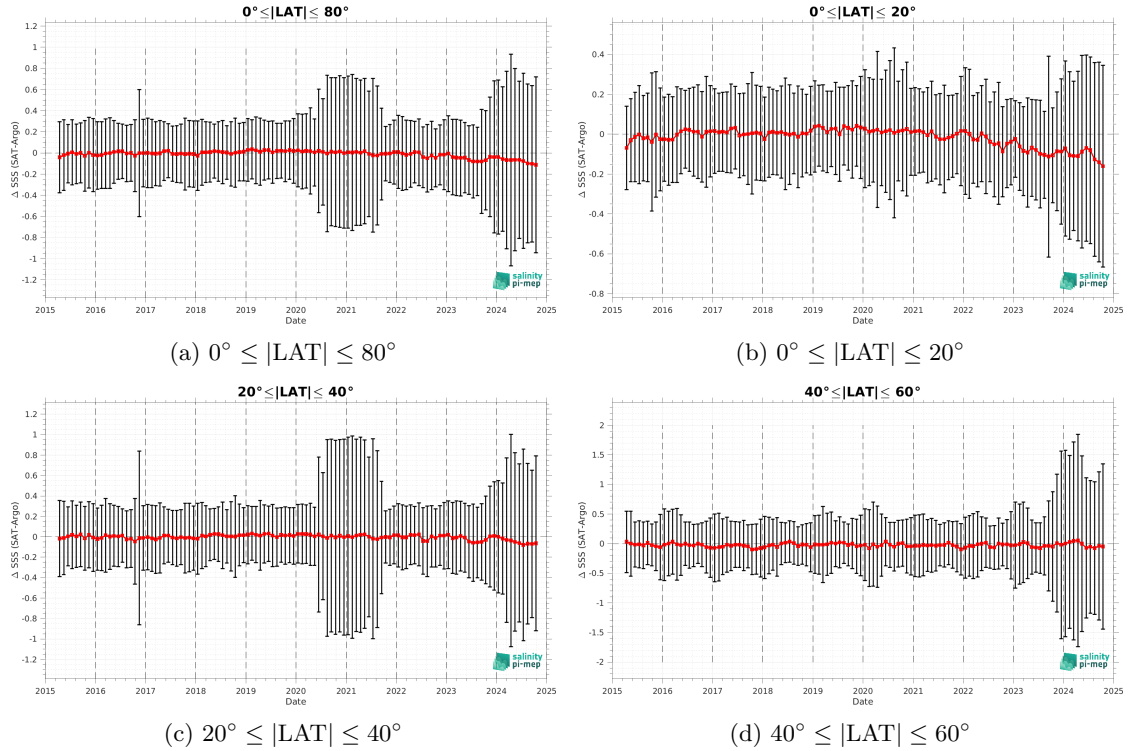 0°≤|LAT|≤ 80°
Δ SSS (SAT-Argo)
1.2
1
0.8
0.6
0.4
0.2
0
-0.2
-0.4
-0.6
-0.8
-1
-1.2
2015 2016 2017 2018 2019 2020 2021 2022 2023 2024 2025
Date
salinity
pi-mep
(a) 0° ≤ |LAT| ≤ 80°
0°≤|LAT|≤ 20°
Δ SSS (SAT-Argo)
0.4
0.2
0
-0.2
-0.4
-0.6
-0.8
2015 2016 2017 2018 2019 2020 2021 2022 2023 2024 2025
Date
salinity
pi-mep
(b) 0° ≤ |LAT| ≤ 20°
20°≤|LAT|≤ 40°
Δ SSS (SAT-Argo)
1.2
1
0.8
0.6
0.4
0.2
0
-0.2
-0.4
-0.6
-0.8
-1
-1.2
2015 2016 2017 2018 2019 2020 2021 2022 2023 2024 2025
Date
salinity
pi-mep
(c) 20° ≤ |LAT| ≤ 40°
40°≤|LAT|≤ 60°
Δ SSS (SAT-Argo)
2
1.5
1
0.5
0
-0.5
-1
-1.5
-2
2015 2016 2017 2018 2019 2020 2021 2022 2023 2024 2025
Date
salinity
pi-mep
(d) 40° ≤ |LAT| ≤ 60°